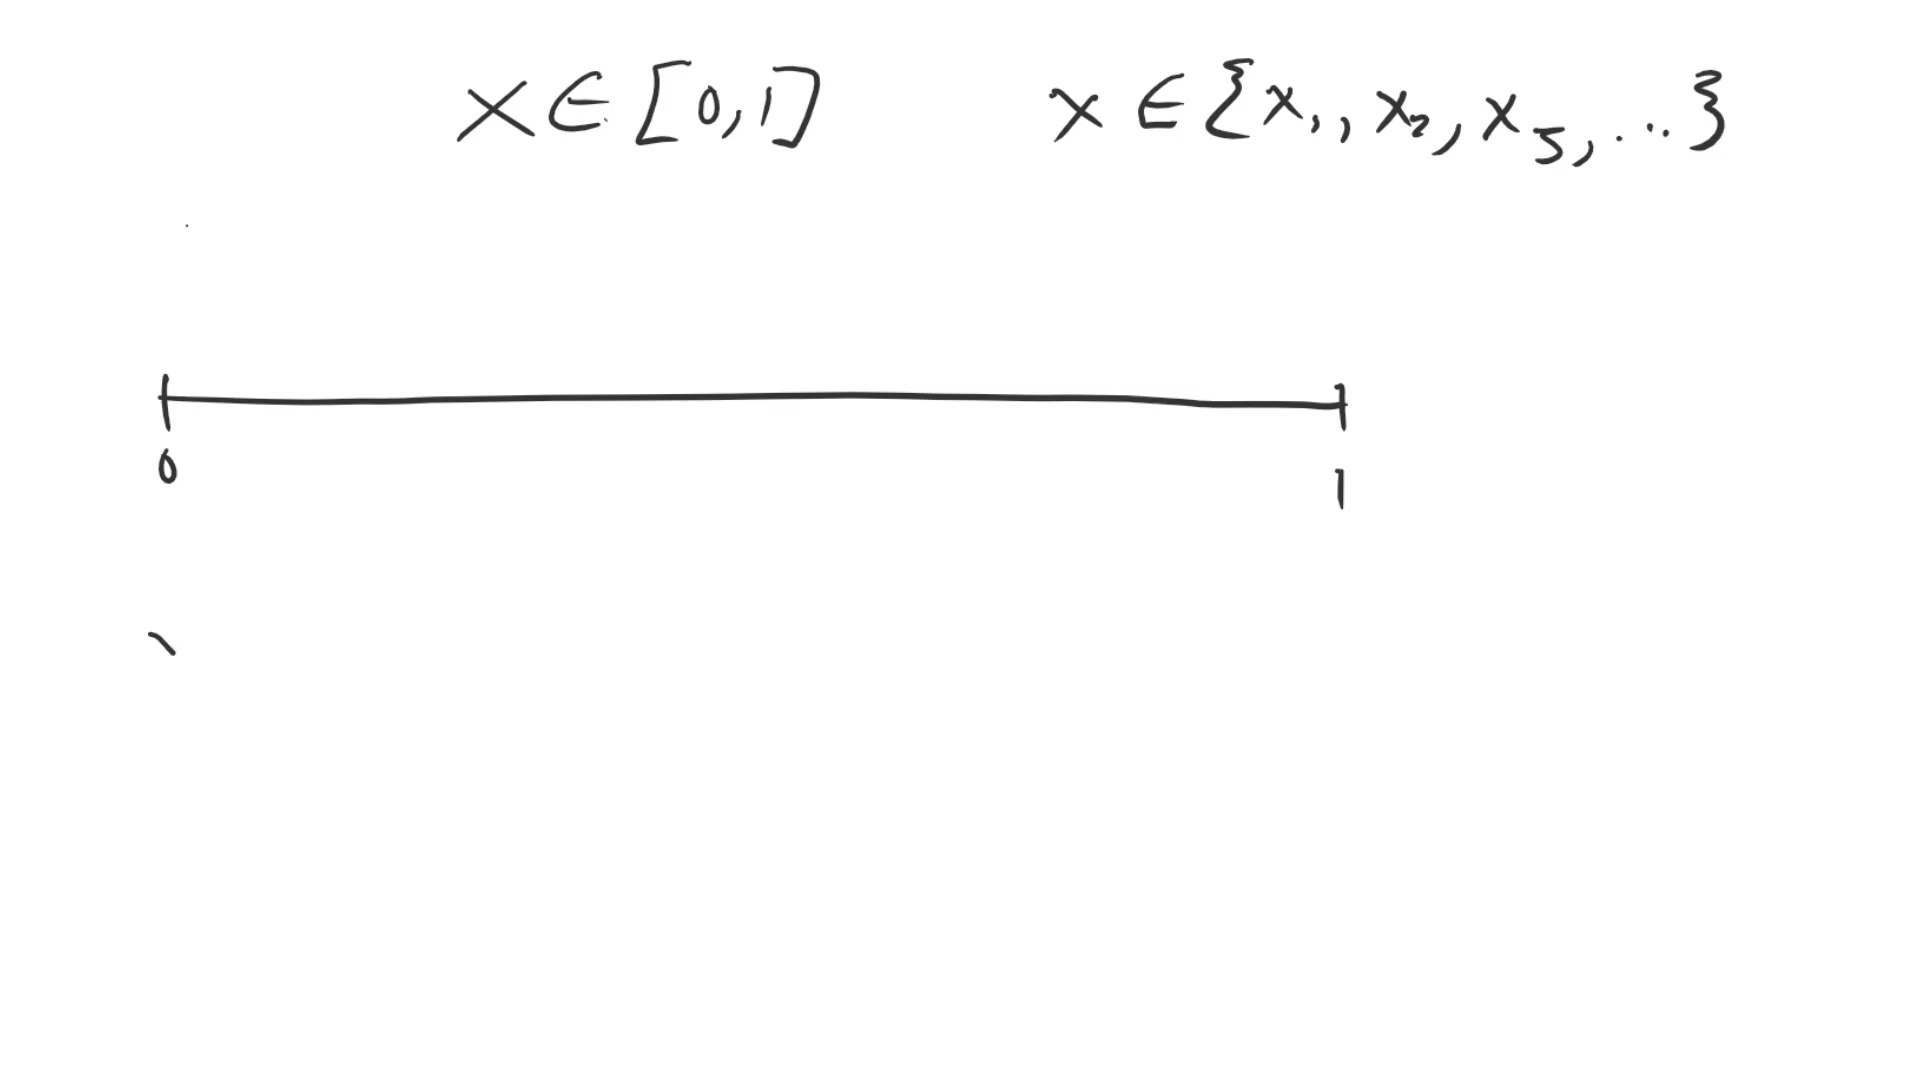 x ∈ [0,1] x ∈ {x₁, x₂, x₃, ...}
0 1